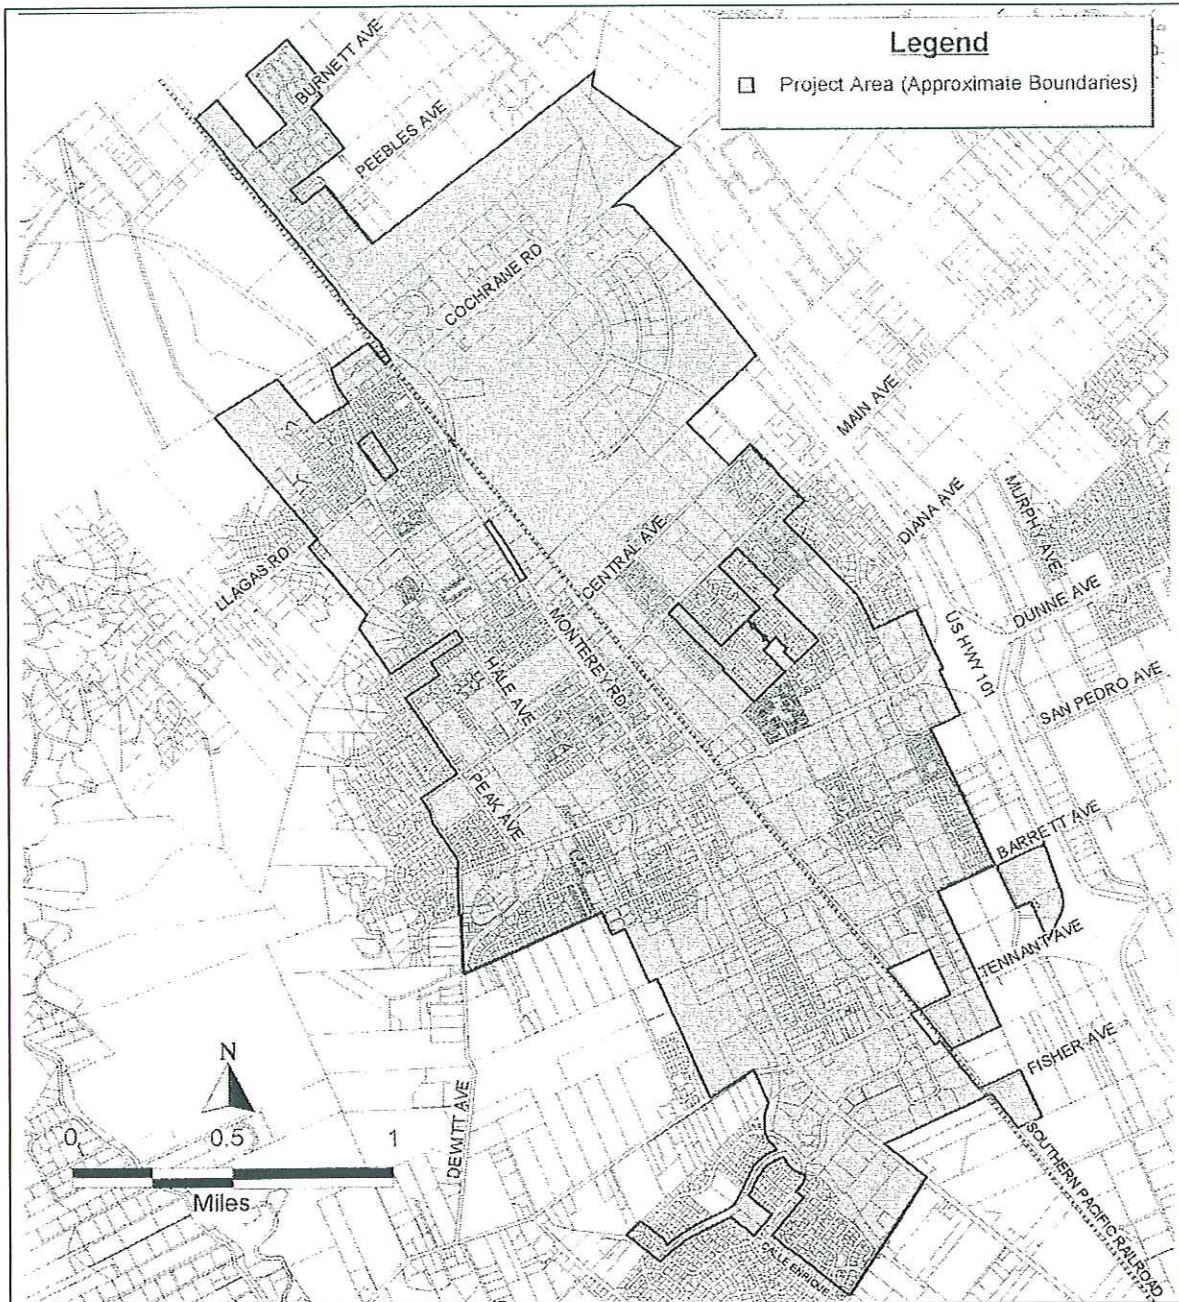 Legend
Project Area (Approximate Boundaries)
BURNETT AVE
PEEBLES AVE
COCHRANE RD
MAIN AVE
DIANA AVE
MURPHY AVE
CENTRAL AVE
LLAGAS RD
DUNNE AVE
US HWY 101
MONTEREY RD
HALE AVE
SAN PEDRO AVE
PEAK AVE
BARRETT AVE
TENNANT AVE
FISHER AVE
N
0 0.5 1
Miles
DEWITT AVE
SOUTHERN PACIFIC RAILROAD
CALLE ENRIQUE